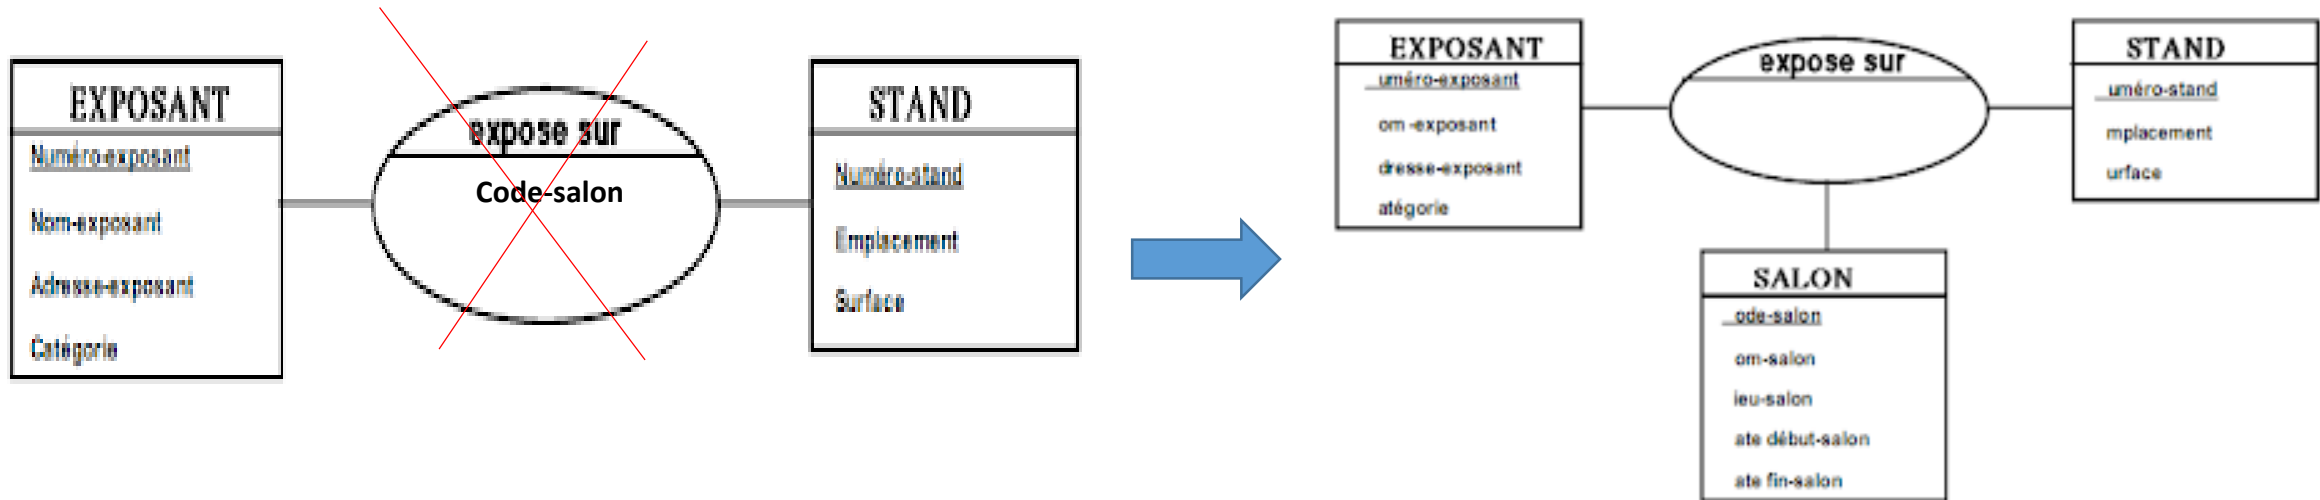 EXPOSANT
Numéro-exposant
Nom-exposant
Adresse-exposant
Catégorie
expose sur
Code-salon
STAND
Numéro-stand
Emplacement
Surface
EXPOSANT
uméro-exposant
om -exposant
dresse-exposant
atégorie
expose sur
STAND
uméro-stand
mplacement
urface
SALON
ode-salon
om-salon
ieu-salon
ate début-salon
ate fin-salon